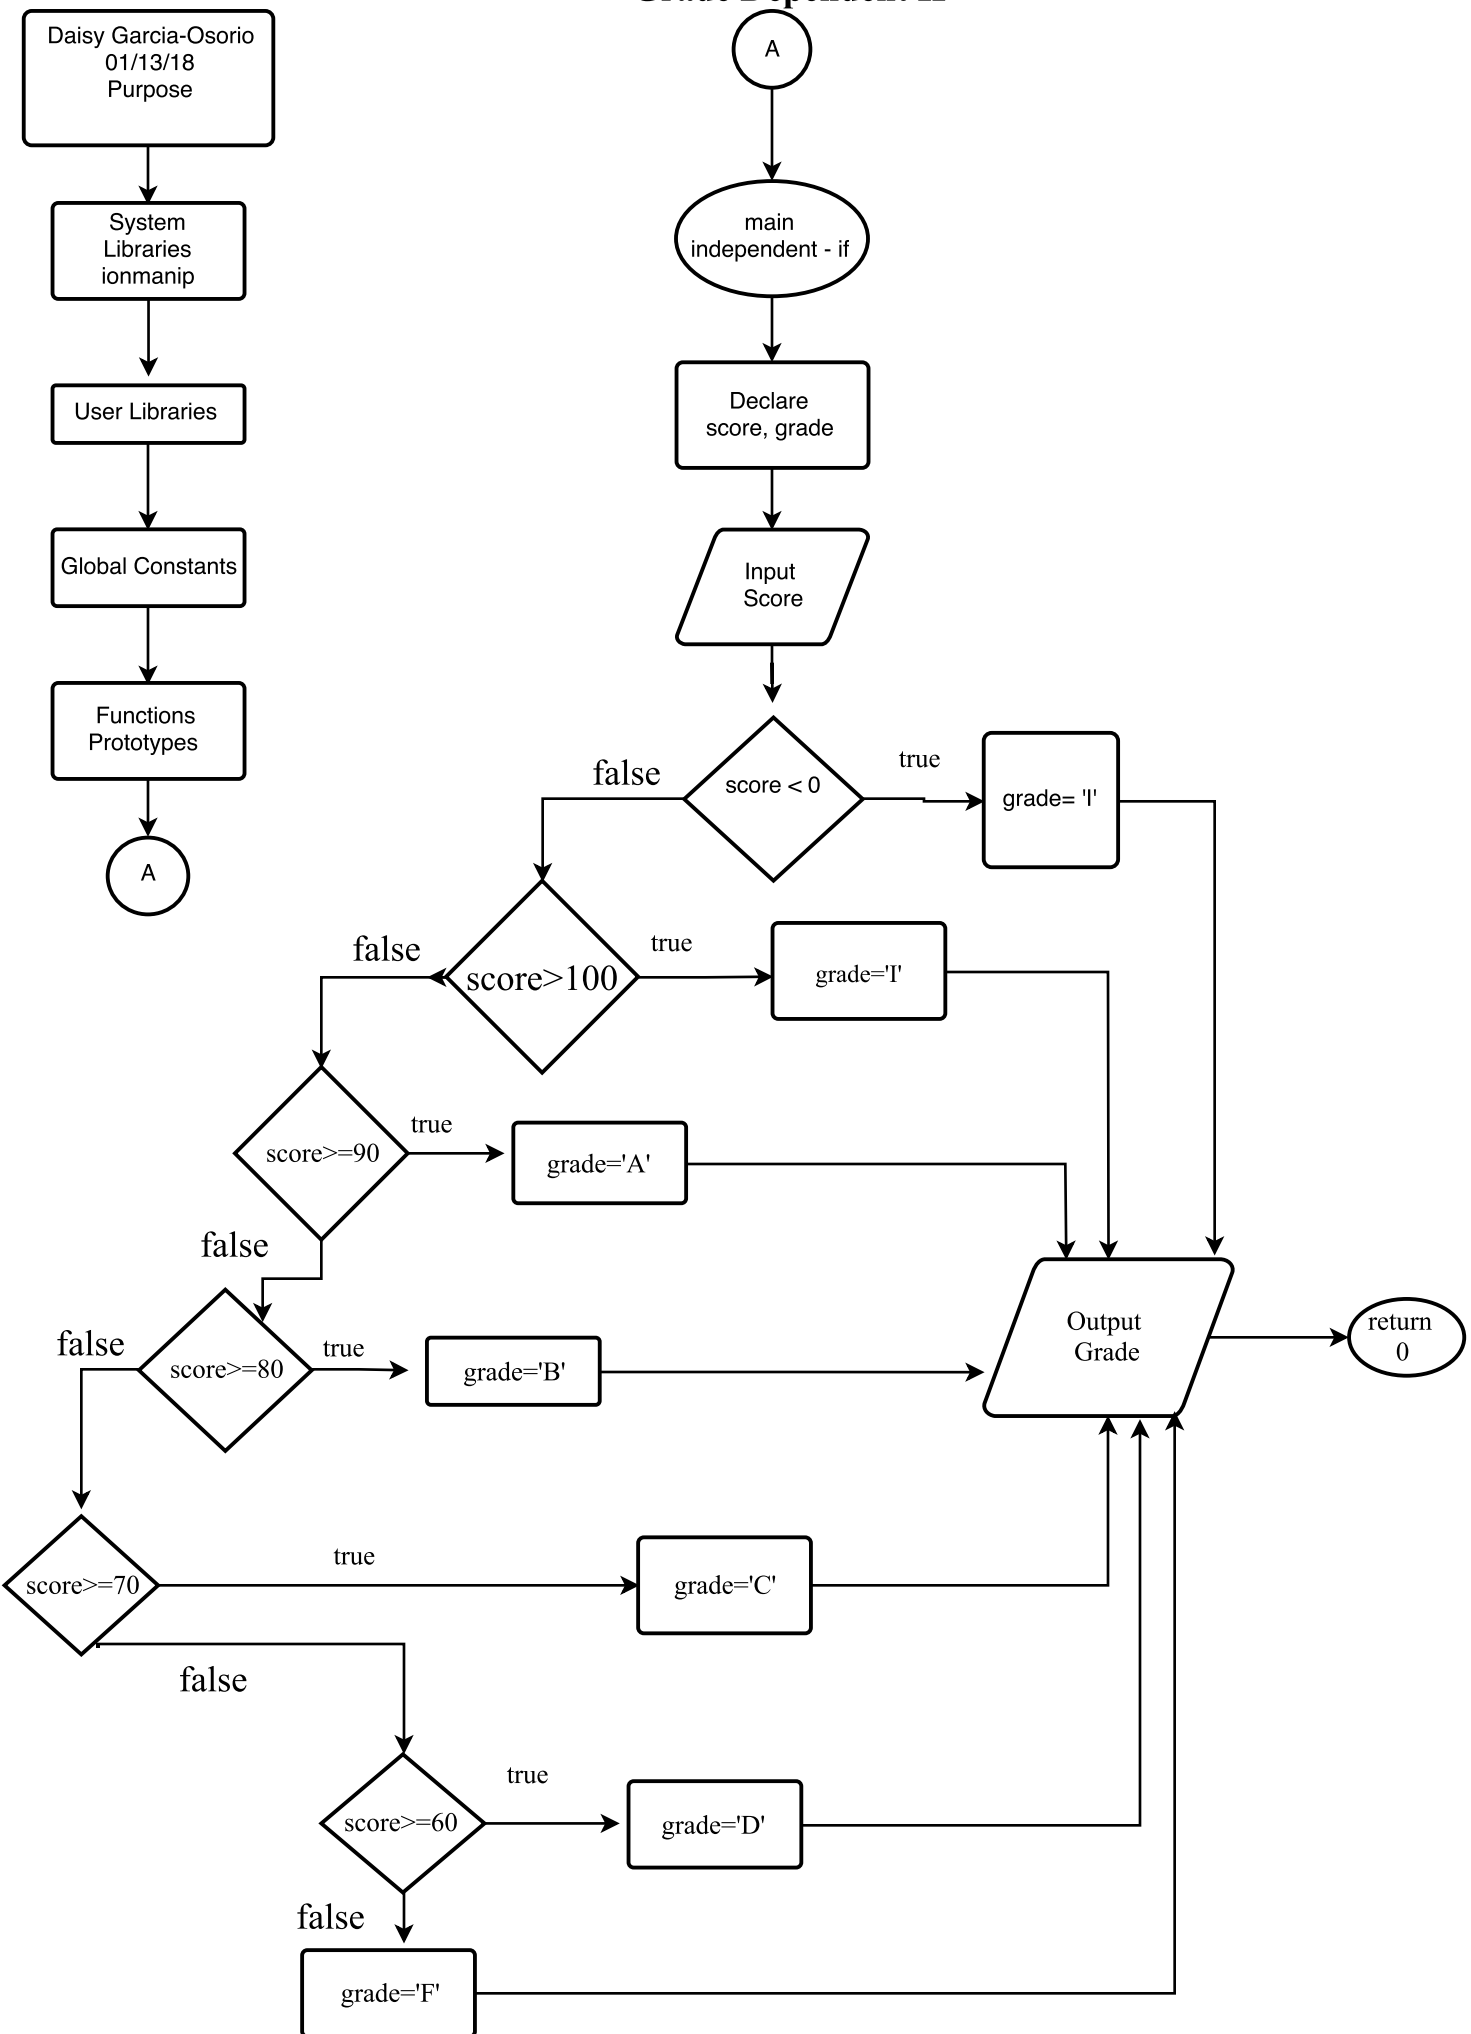 Daisy Garcia-Osorio
01/13/18
Purpose
System
Libraries
ionmanip
User Libraries
Global Constants
Functions
Prototypes
A
A
main
independent - if
Declare
score, grade
Input
Score
score < 0
true
grade= 'I'
false
score>100
true
grade='I'
false
score>=90
true
grade='A'
false
score>=80
true
grade='B'
false
score>=70
true
grade='C'
false
score>=60
true
grade='D'
false
grade='F'
Output
Grade
return
0